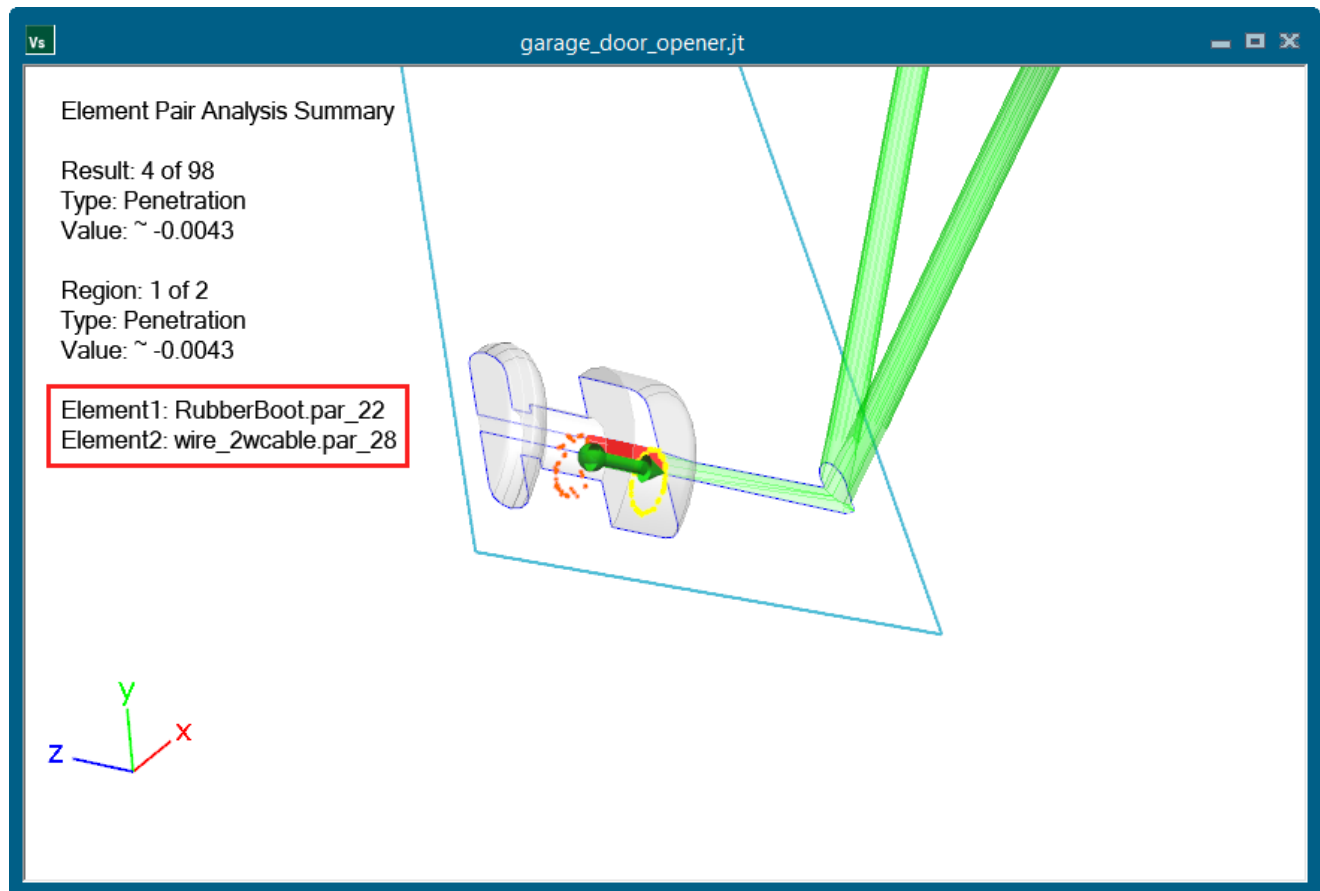 Vs
garage_door_opener.jt
Element Pair Analysis Summary
Result: 4 of 98
Type: Penetration
Value: ~ -0.0043
Region: 1 of 2
Type: Penetration
Value: ~ -0.0043
Element1: RubberBoot.par_22
Element2: wire_2wcable.par_28
y
x
z